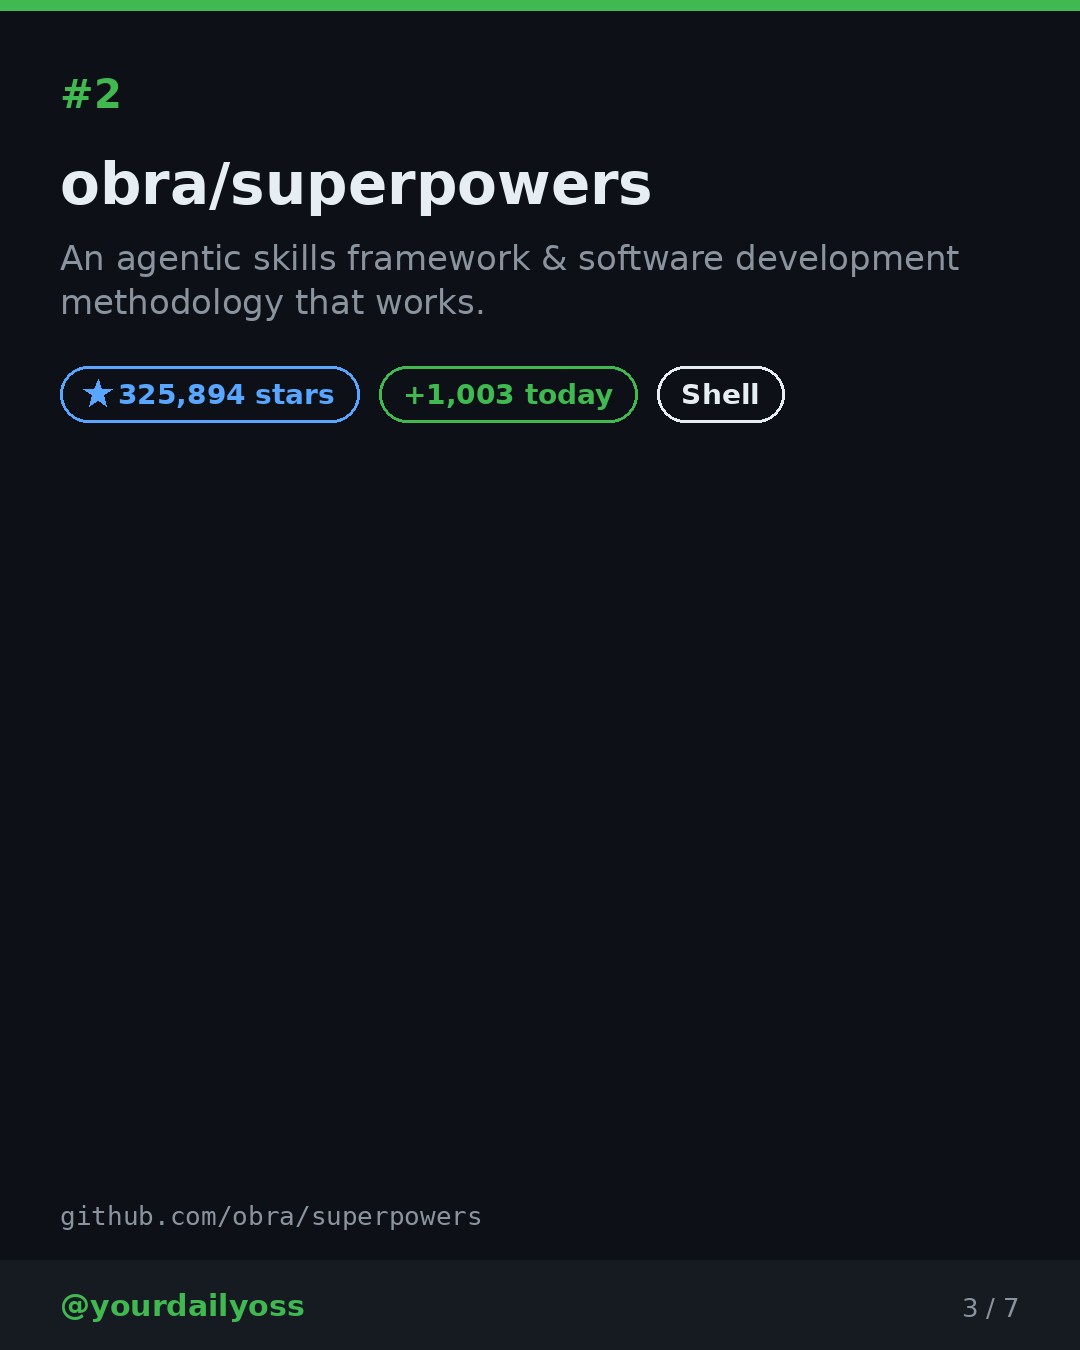 #2
obra/superpowers
An agentic skills framework & software development
methodology that works.
★ 325,894 stars
+1,003 today
Shell
github.com/obra/superpowers
@yourdailyoss
3 / 7